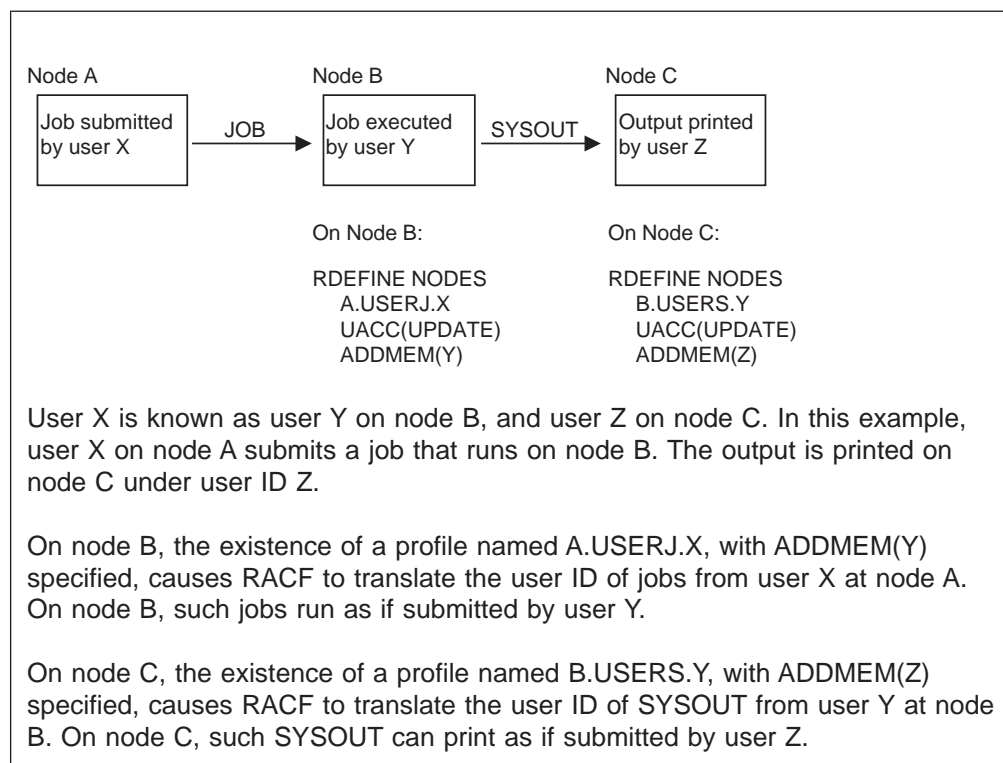 Node A
Node B
Node C
Job submitted
by user X
JOB
Job executed
by user Y
SYSOUT
Output printed
by user Z
On Node B:
RDEFINE NODES
A.USERJ.X
UACC(UPDATE)
ADDMEM(Y)
On Node C:
RDEFINE NODES
B.USERS.Y
UACC(UPDATE)
ADDMEM(Z)
User X is known as user Y on node B, and user Z on node C. In this example,
user X on node A submits a job that runs on node B. The output is printed on
node C under user ID Z.
On node B, the existence of a profile named A.USERJ.X, with ADDMEM(Y)
specified, causes RACF to translate the user ID of jobs from user X at node A.
On node B, such jobs run as if submitted by user Y.
On node C, the existence of a profile named B.USERS.Y, with ADDMEM(Z)
specified, causes RACF to translate the user ID of SYSOUT from user Y at node
B. On node C, such SYSOUT can print as if submitted by user Z.